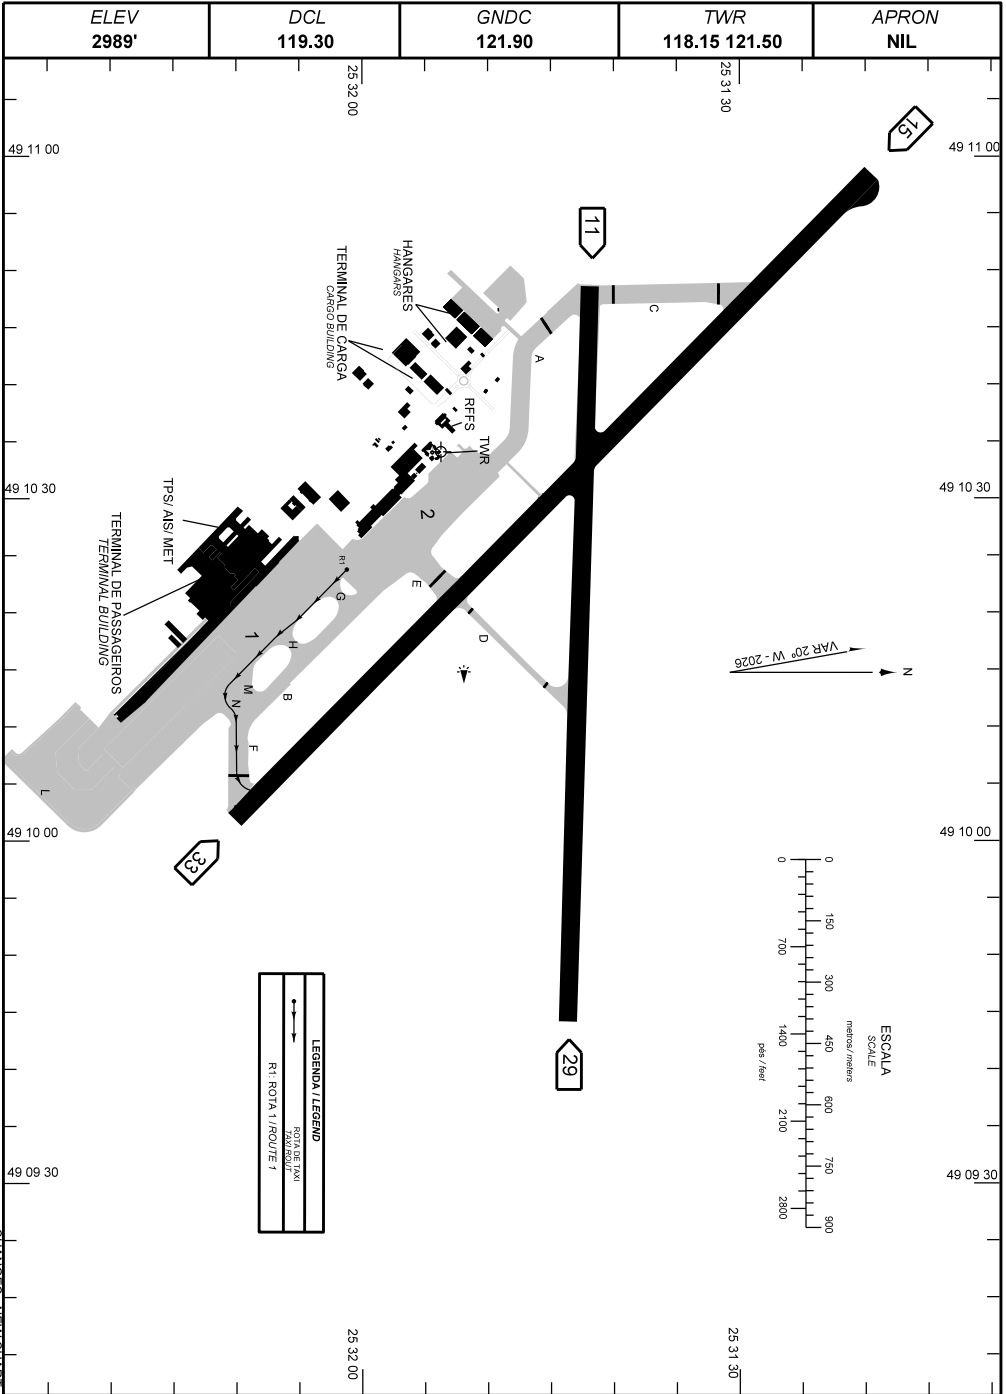 ELEV
2989'
DCL
119.30
GNDC
121.90
TWR
118.15 121.50
APRON
NIL
25 32 00
25 31 30
49 11 00
49 11 00
15
11
HANGARES
HANGARS
TERMINAL DE CARGA
CARGO BUILDING
C
A
RFFS
TWR
49 10 30
49 10 30
TPS/ AIS/ MET
TERMINAL DE PASSAGEIROS
TERMINAL BUILDING
2
R1
E
G
D
1
H
M
B
N
F
L
VAR 20° W - 2026
N
49 10 00
49 10 00
33
29
ESCALA
SCALE
metros/meters
0 150 300 450 600 750 900
0 700 1400 2100 2800
pés / feet
LEGENDA / LEGEND
ROTA DE TAXI
TAXI ROUT
R1: ROTA 1 / ROUTE 1
49 09 30
49 09 30
25 32 00
25 31 30